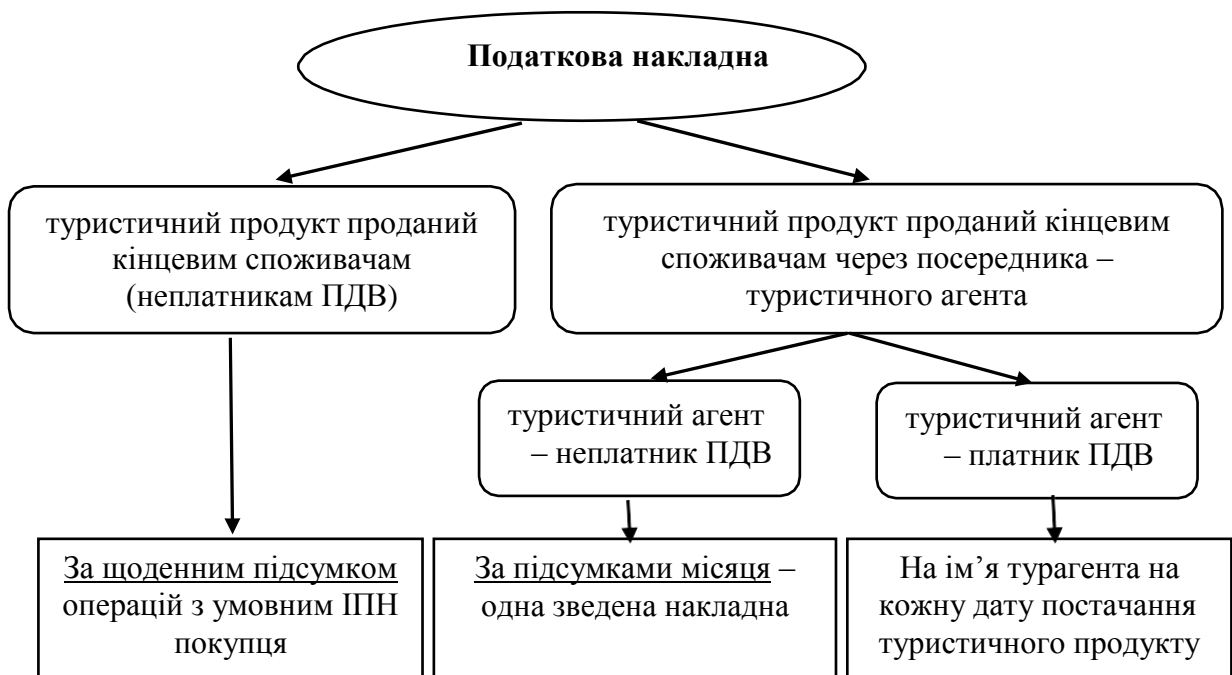 Податкова накладна
туристичний продукт проданий
кінцевим споживачам
(неплатникам ПДВ)
туристичний продукт проданий кінцевим
споживачам через посередника –
туристичного агента
туристичний агент
– неплатник ПДВ
туристичний агент
– платник ПДВ
За щоденним підсумком
операцій з умовним ІПН
покупця
За підсумками місяця –
одна зведена накладна
На ім’я турагента на
кожну дату постачання
туристичного продукту